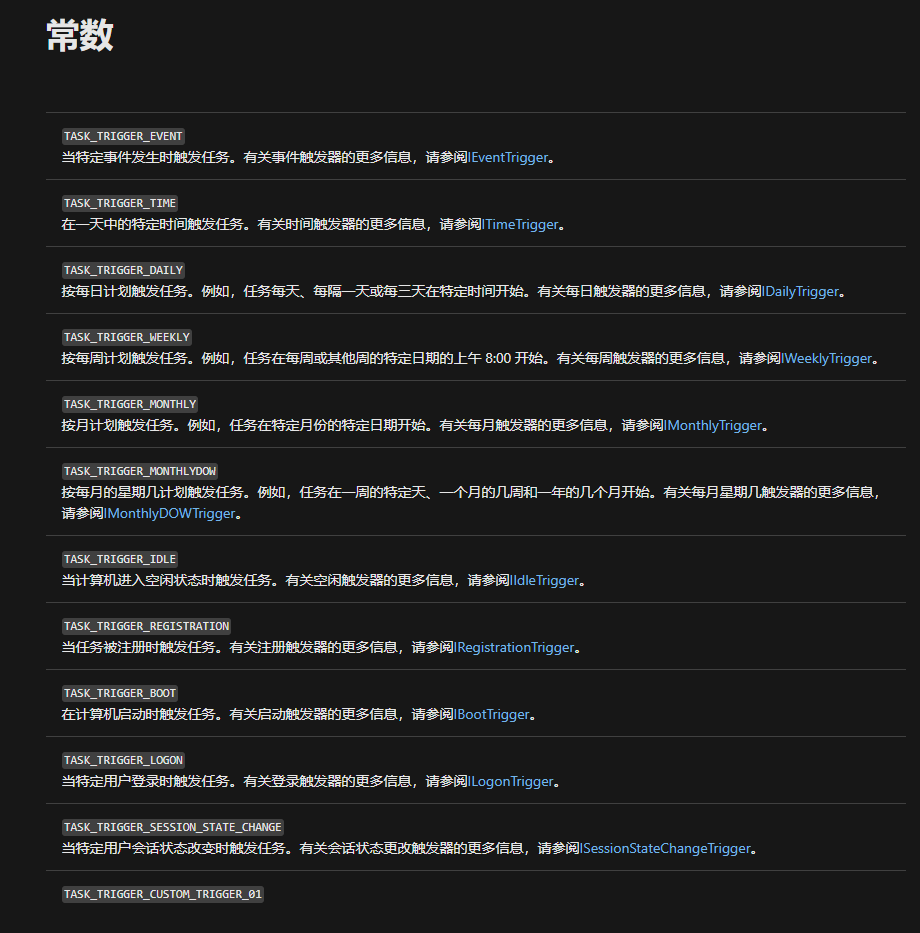 常数
TASK_TRIGGER_EVENT
当特定事件发生时触发任务。有关事件触发器的更多信息，请参阅IEventTrigger。
TASK_TRIGGER_TIME
在一天中的特定时间触发任务。有关时间触发器的更多信息，请参阅ITimeTrigger。
TASK_TRIGGER_DAILY
按每日计划触发任务。例如，任务每天、每隔一天或每三天在特定时间开始。有关每日触发器的更多信息，请参阅IDailyTrigger。
TASK_TRIGGER_WEEKLY
按每周计划触发任务。例如，任务在每周或其他周的特定日期的上午 8:00 开始。有关每周触发器的更多信息，请参阅IWeeklyTrigger。
TASK_TRIGGER_MONTHLY
按月计划触发任务。例如，任务在特定月份的特定日期开始。有关每月触发器的更多信息，请参阅IMonthlyTrigger。
TASK_TRIGGER_MONTHLYDOW
按每月的星期几计划触发任务。例如，任务在一周的特定天、一个月的几周和一年的几个月开始。有关每月星期几触发器的更多信息，
请参阅IMonthlyDOWTrigger。
TASK_TRIGGER_IDLE
当计算机进入空闲状态时触发任务。有关空闲触发器的更多信息，请参阅IIdleTrigger。
TASK_TRIGGER_REGISTRATION
当任务被注册时触发任务。有关注册触发器的更多信息，请参阅IRegistrationTrigger。
TASK_TRIGGER_BOOT
在计算机启动时触发任务。有关启动触发器的更多信息，请参阅IBootTrigger。
TASK_TRIGGER_LOGON
当特定用户登录时触发任务。有关登录触发器的更多信息，请参阅ILogonTrigger。
TASK_TRIGGER_SESSION_STATE_CHANGE
当特定用户会话状态改变时触发任务。有关会话状态更改触发器的更多信息，请参阅ISessionStateChangeTrigger。
TASK_TRIGGER_CUSTOM_TRIGGER_01